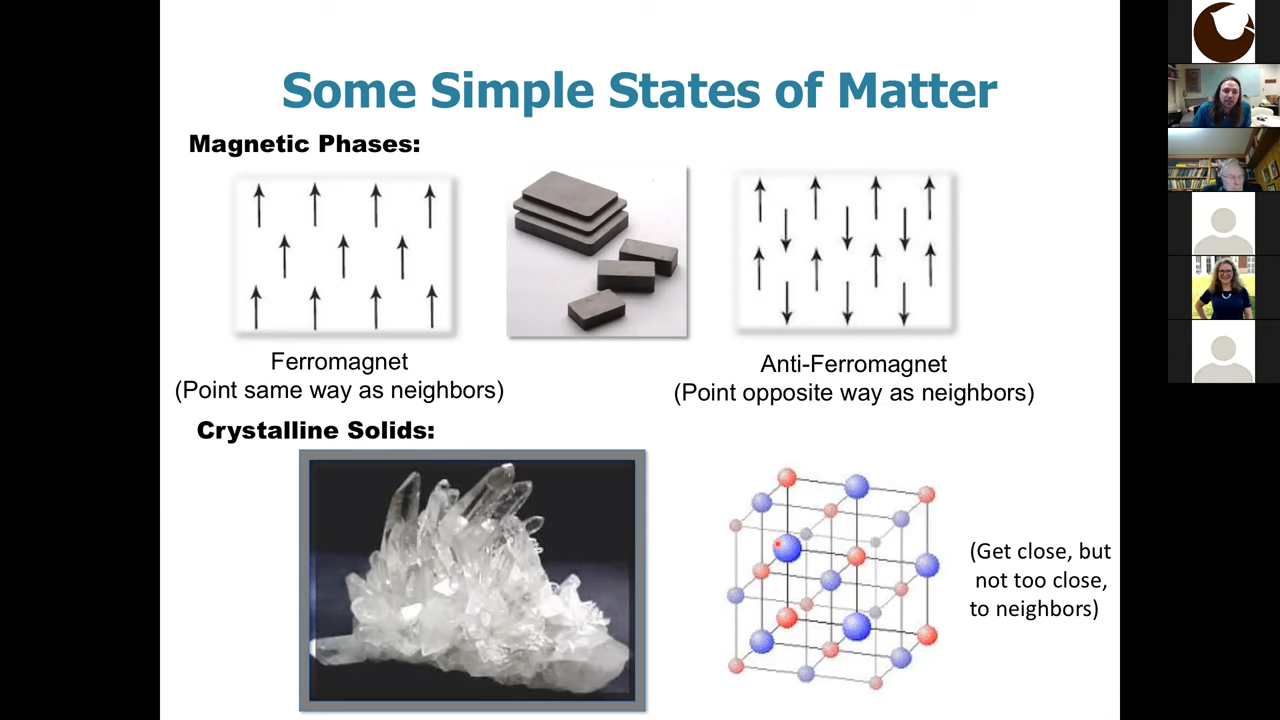 Some Simple States of Matter
Magnetic Phases:
Ferromagnet
(Point same way as neighbors)
Anti-Ferromagnet
(Point opposite way as neighbors)
Crystalline Solids:
(Get close, but
not too close,
to neighbors)